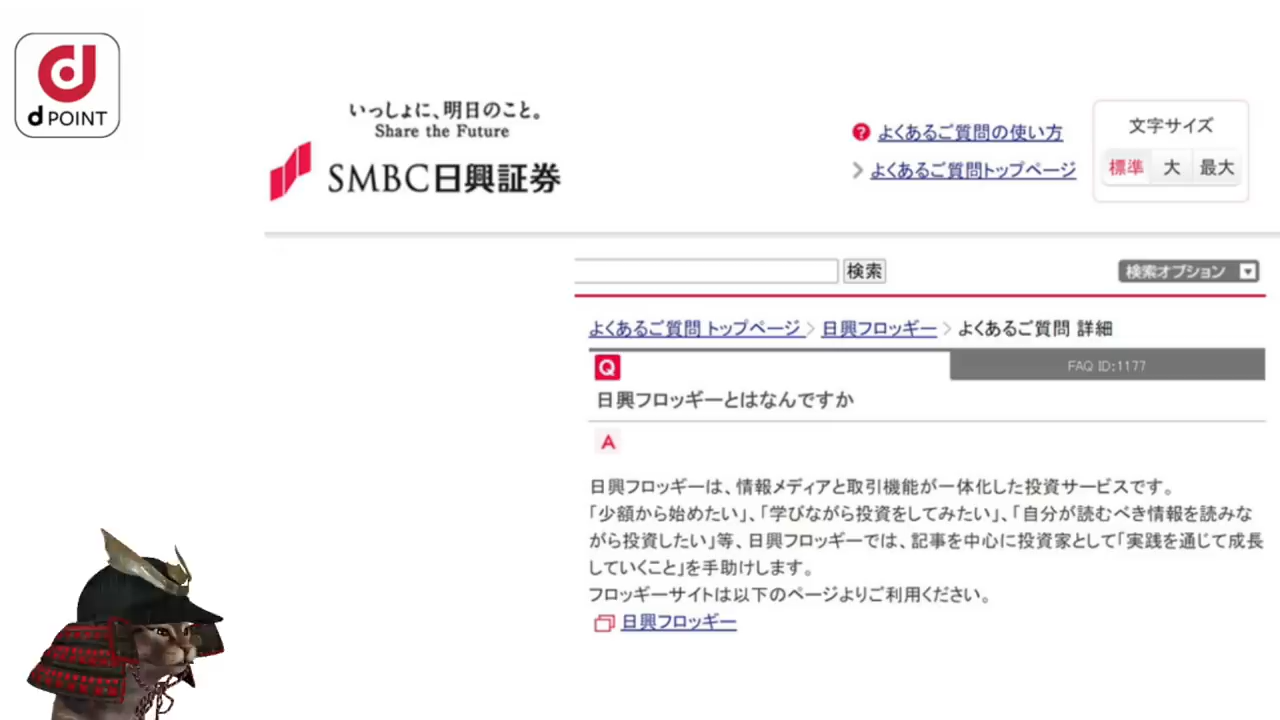 d POINT
いっしょに、明日のこと。
Share the Future
SMBC日興証券
? よくあるご質問の使い方
よくあるご質問トップページ
文字サイズ
標準 大 最大
検索
検索オプション
よくあるご質問 トップページ > 日興フロッギー > よくあるご質問 詳細
Q
FAQ ID:1177
日興フロッギーとはなんですか
A
日興フロッギーは、情報メディアと取引機能が一体化した投資サービスです。
「少額から始めたい」、「学びながら投資をしてみたい」、「自分が読むべき情報を読みな
がら投資したい」等、日興フロッギーでは、記事を中心に投資家として「実践を通じて成長
していくこと」を手助けします。
フロッギーサイトは以下のページよりご利用ください。
日興フロッギー